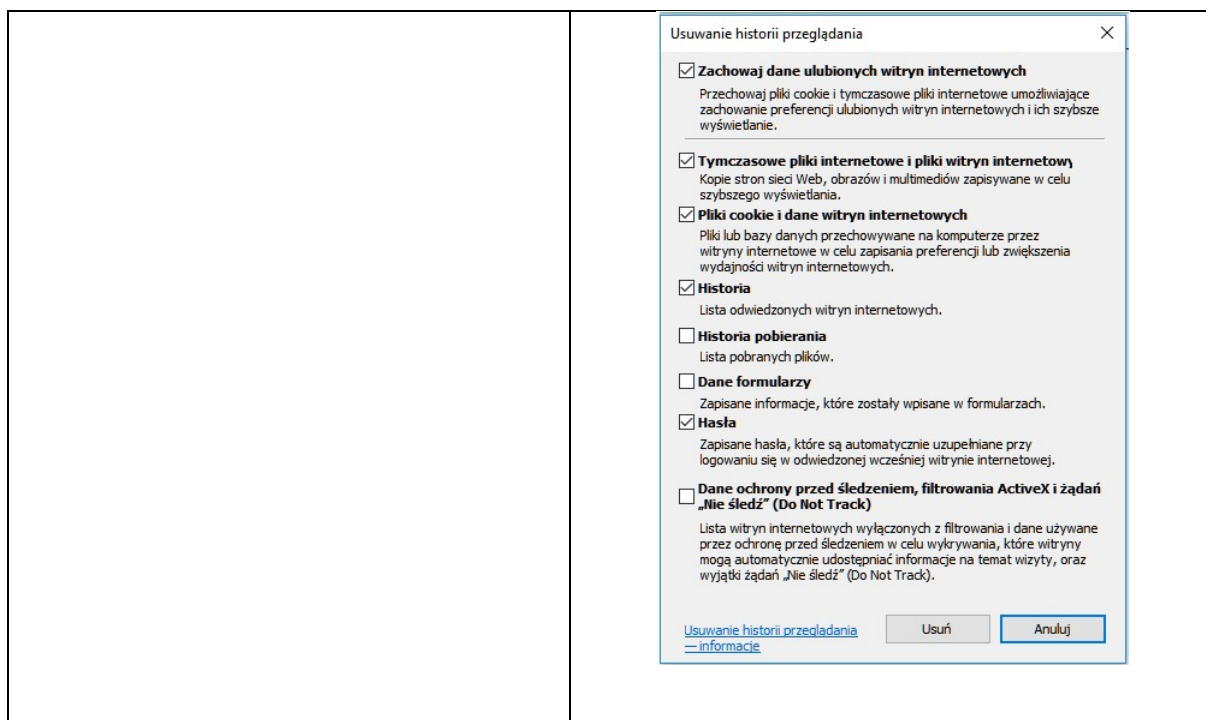 Usuwanie historii przeglądania
Zachowaj dane ulubionych witryn internetowych
Przechowaj pliki cookie i tymczasowe pliki internetowe umożliwiające
zachowanie preferencji ulubionych witryn internetowych i ich szybsze
wyświetlanie.
Tymczasowe pliki internetowe i pliki witryn internetowy
Kopie stron sieci Web, obrazów i multimediów zapisywane w celu
szybszego wyświetlania.
Pliki cookie i dane witryn internetowych
Pliki lub bazy danych przechowywane na komputerze przez
witryny internetowe w celu zapisania preferencji lub zwiększenia
wydajności witryn internetowych.
Historia
Lista odwiedzonych witryn internetowych.
Historia pobierania
Lista pobranych plików.
Dane formularzy
Zapisane informacje, które zostały wpisane w formularzach.
Hasła
Zapisane hasła, które są automatycznie uzupełniane przy
logowaniu się w odwiedzonej wcześniej witrynie internetowej.
Dane ochrony przed śledzeniem, filtrowania ActiveX i żądań
„Nie śledź” (Do Not Track)
Lista witryn internetowych wyłączonych z filtrowania i dane używane
przez ochronę przed śledzeniem w celu wykrywania, które witryny
mogą automatycznie udostępniać informacje na temat wizyty, oraz
wyjątki żądań „Nie śledź” (Do Not Track).
Usuwanie historii przeglądania
— informacje
Usuń
Anuluj